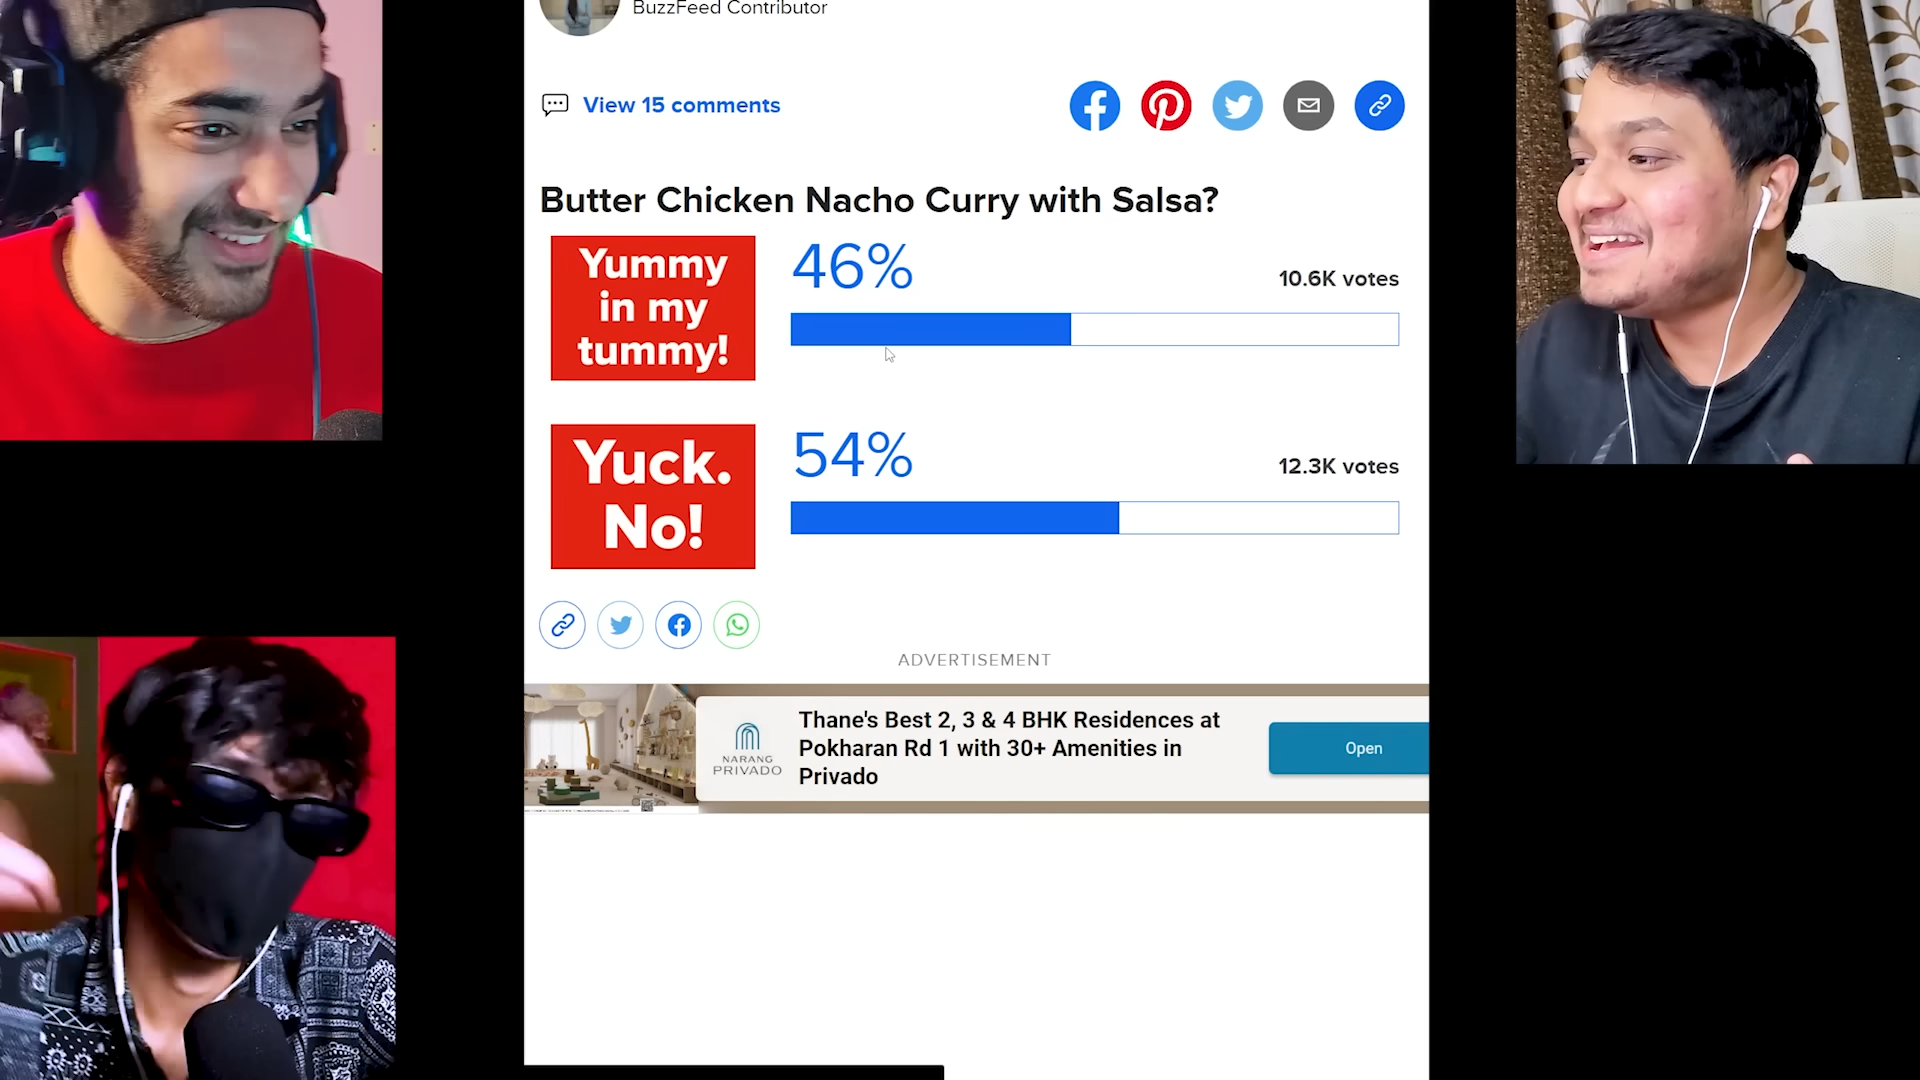 BuzzFeed Contributor
View 15 comments
Butter Chicken Nacho Curry with Salsa?
Yummy
in my
tummy!
46%
10.6K votes
Yuck.
No!
54%
12.3K votes
ADVERTISEMENT
NARANG
PRIVADO
Thane's Best 2, 3 & 4 BHK Residences at
Pokharan Rd 1 with 30+ Amenities in
Privado
Open